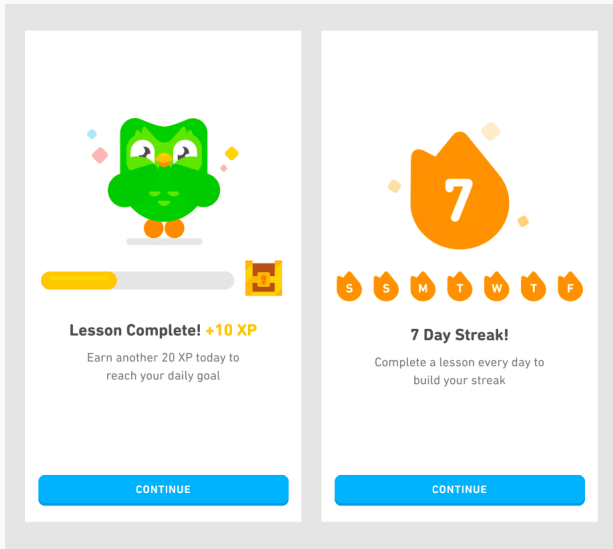 Lesson Complete! +10 XP
Earn another 20 XP today to
reach your daily goal
CONTINUE
7
S S M T W T F
7 Day Streak!
Complete a lesson every day to
build your streak
CONTINUE